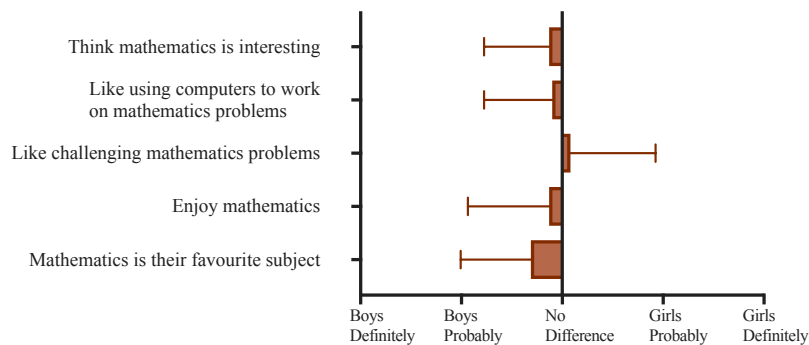 Think mathematics is interesting
Like using computers to work
on mathematics problems
Like challenging mathematics problems
Enjoy mathematics
Mathematics is their favourite subject
Boys
Definitely
Boys
Probably
No
Difference
Girls
Probably
Girls
Definitely